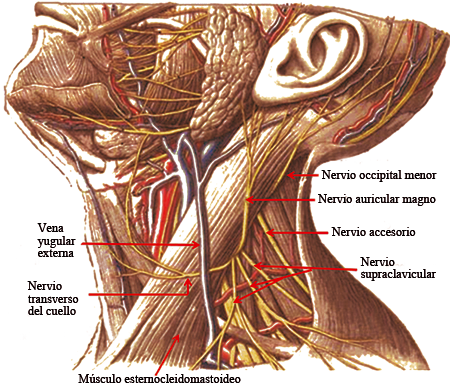 Nervio occipital menor
Nervio auricular magno
Vena
yugular
externa
Nervio accesorio
Nervio
supraclavicular
Nervio
transverso
del cuello
Músculo esternocleidomastoideo